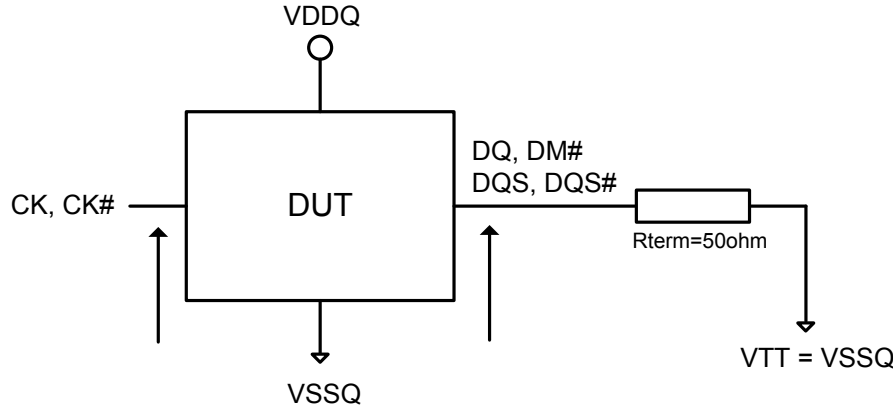 VDDQ
DQ, DM#
DQS, DQS#
CK, CK#
DUT
Rterm=50ohm
VTT = VSSQ
VSSQ